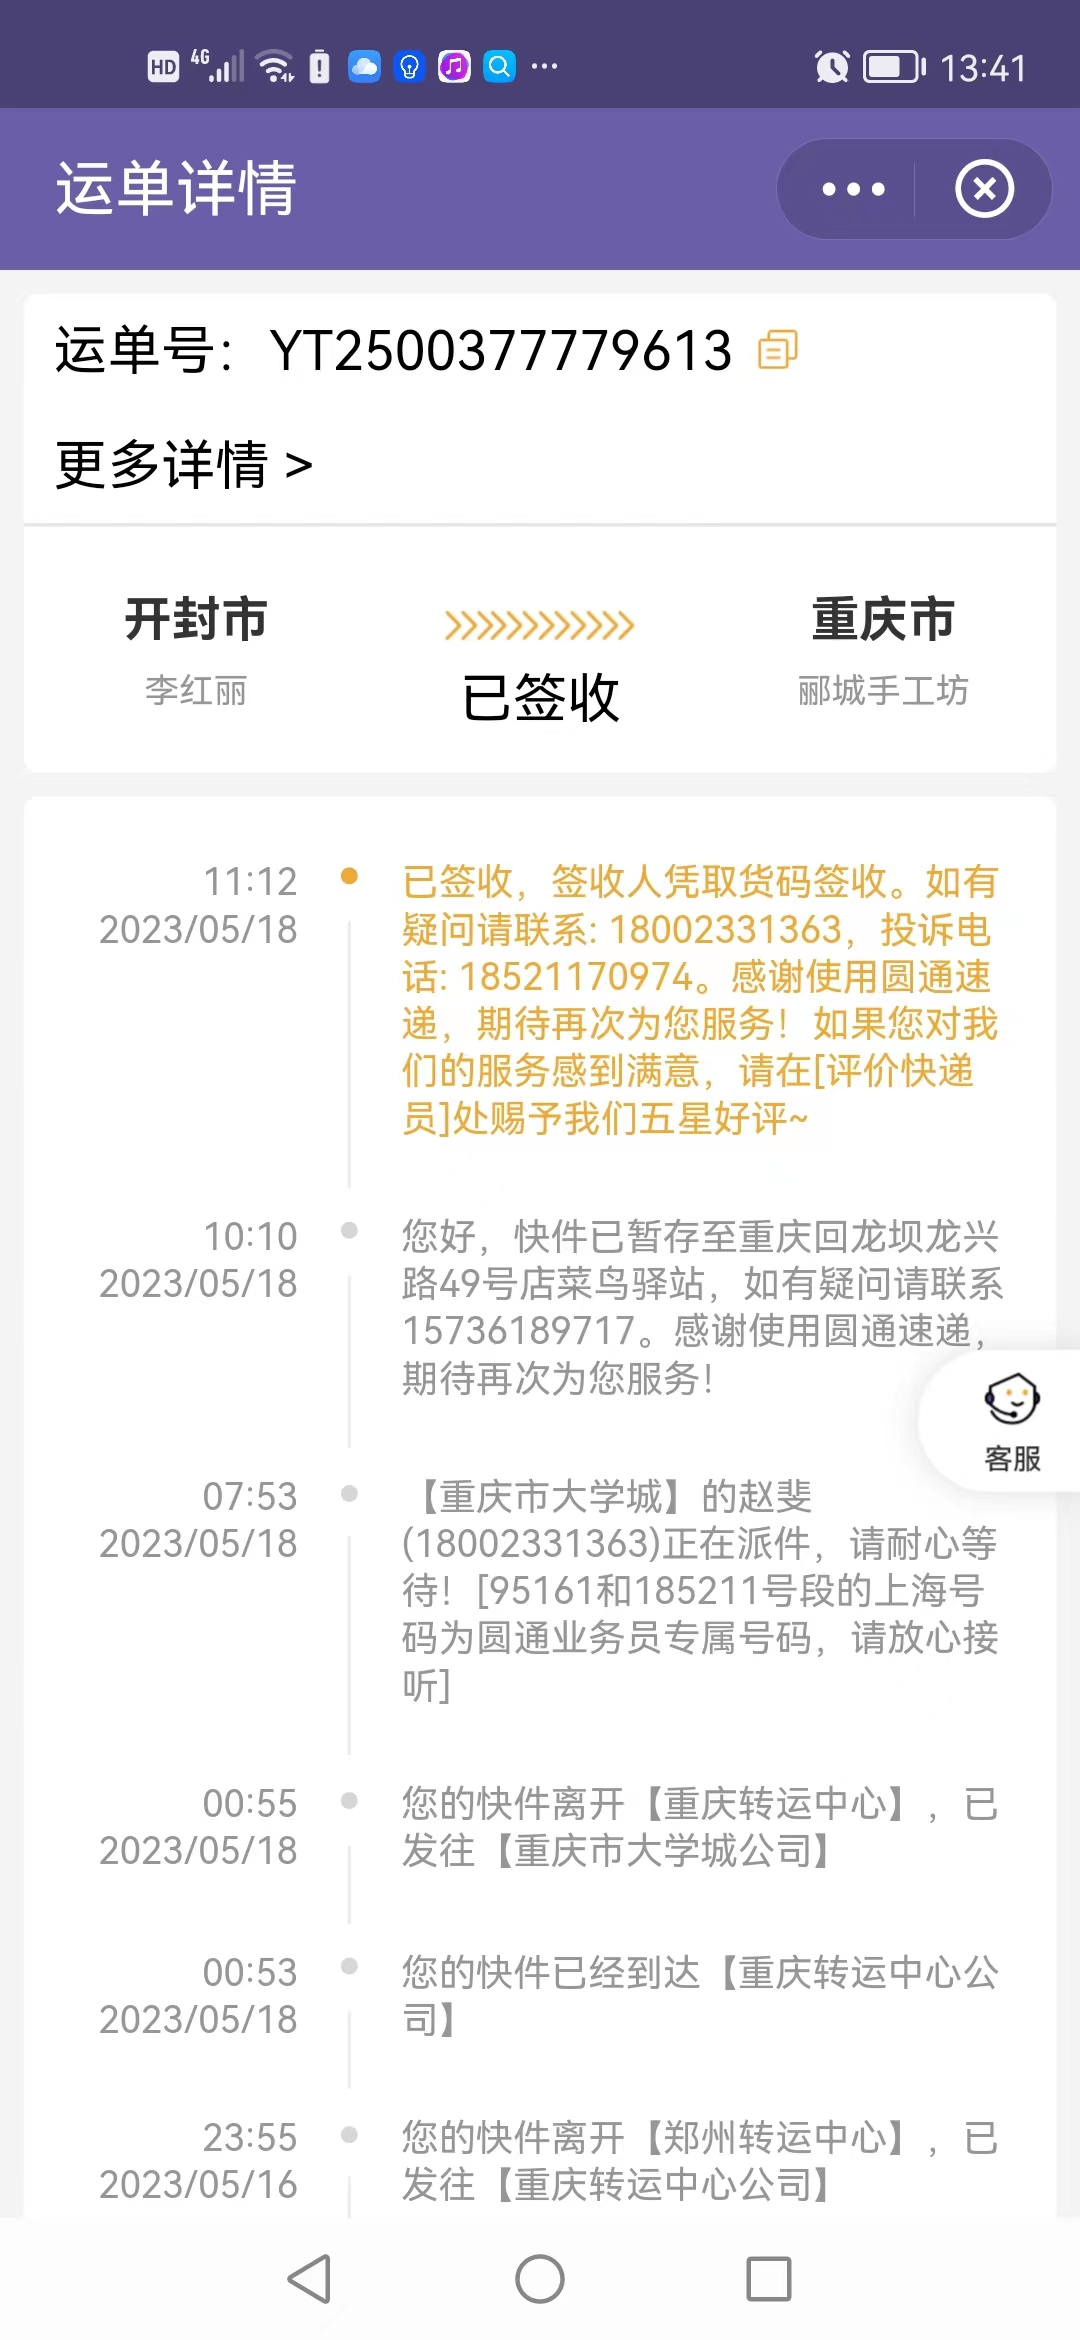 HD 4G 13:41
运单详情
运单号：YT2500377779613
更多详情 >
开封市 重庆市
李红丽 已签收 郦城手工坊
11:12 已签收，签收人凭取货码签收。如有
2023/05/18 疑问请联系: 18002331363，投诉电
话: 18521170974。感谢使用圆通速
递，期待再次为您服务！如果您对我
们的服务感到满意，请在[评价快递
员]处赐予我们五星好评~
10:10 您好，快件已暂存至重庆回龙坝龙兴
2023/05/18 路49号店菜鸟驿站，如有疑问请联系
15736189717。感谢使用圆通速递，
期待再次为您服务！
客服
07:53 【重庆市大学城】的赵斐
2023/05/18 (18002331363)正在派件，请耐心等
待！[95161和185211号段的上海号
码为圆通业务员专属号码，请放心接
听]
00:55 您的快件离开【重庆转运中心】，已
2023/05/18 发往【重庆市大学城公司】
00:53 您的快件已经到达【重庆转运中心公
2023/05/18 司】
23:55 您的快件离开【郑州转运中心】，已
2023/05/16 发往【重庆转运中心公司】